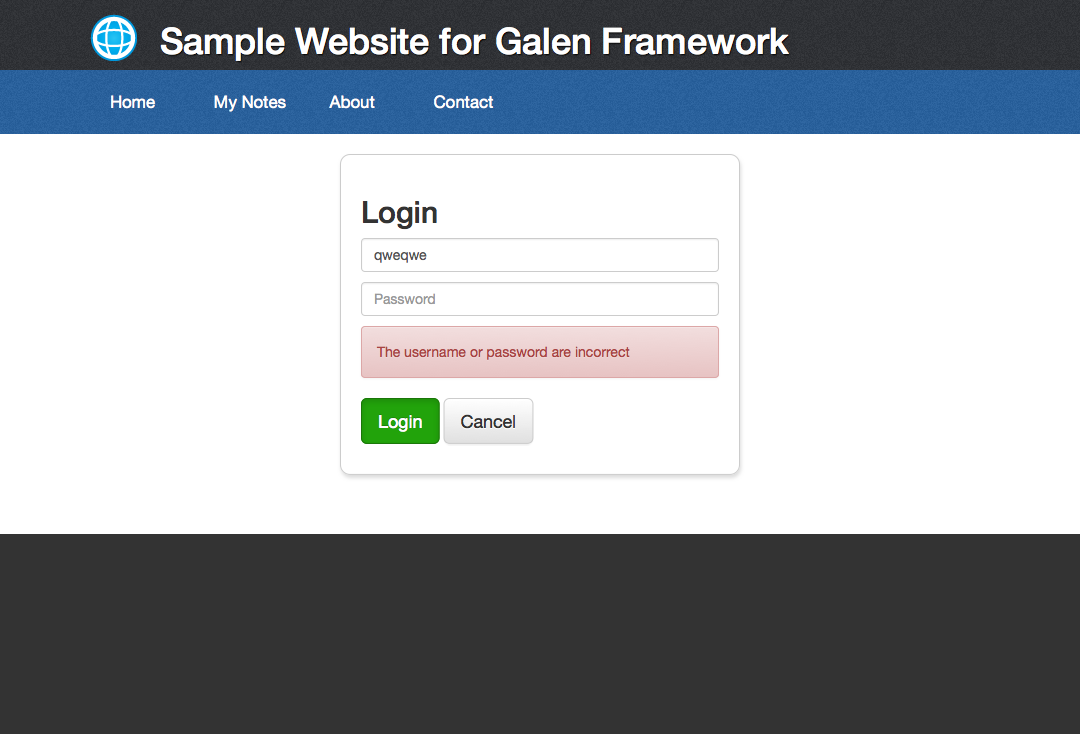 Sample Website for Galen Framework
Home My Notes About Contact
Login
qweqwe
Password
The username or password are incorrect
Login Cancel